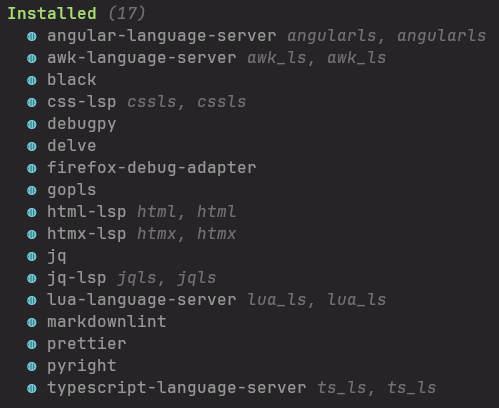 Installed (17)
angular-language-server angularls, angularls
awk-language-server awk_ls, awk_ls
black
css-lsp cssls, cssls
debugpy
delve
firefox-debug-adapter
gopls
html-lsp html, html
htmx-lsp htmx, htmx
jq
jq-lsp jqls, jqls
lua-language-server lua_ls, lua_ls
markdownlint
prettier
pyright
typescript-language-server ts_ls, ts_ls